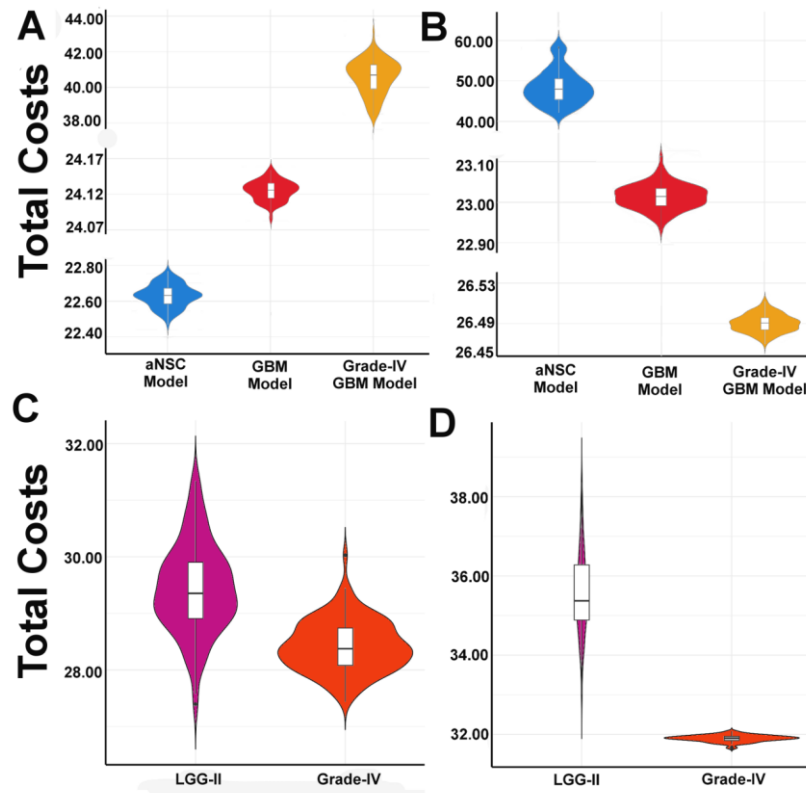 A
B
Total Costs
44.00
42.00
40.00
38.00
24.17
24.12
24.07
22.80
22.60
22.40
aNSC
Model
GBM
Model
Grade-IV
GBM Model
60.00
50.00
40.00
23.10
23.00
22.90
26.53
26.49
26.45
aNSC
Model
GBM
Model
Grade-IV
GBM Model
C
D
Total Costs
32.00
30.00
28.00
LGG-II
Grade-IV
38.00
36.00
34.00
32.00
LGG-II
Grade-IV